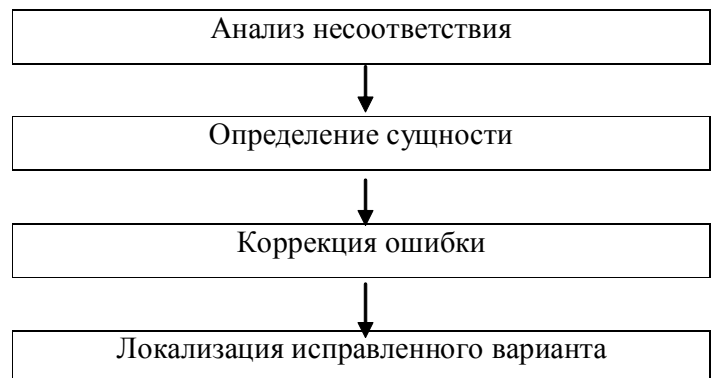 Анализ несоответствия
Определение сущности
Коррекция ошибки
Локализация исправленного варианта